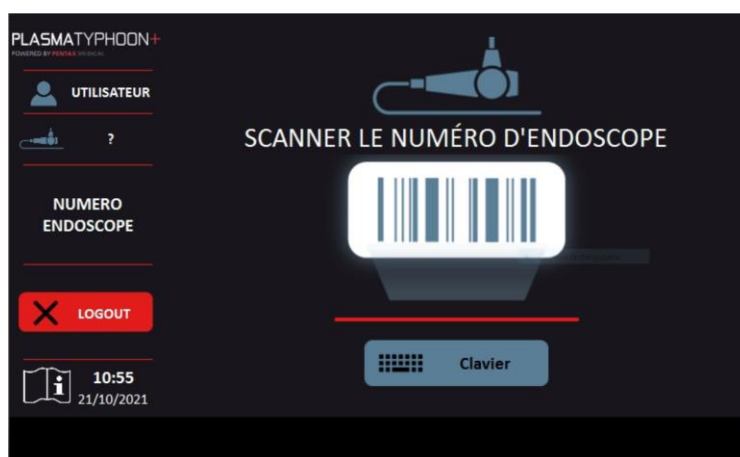 PLASMATYPHOON+
POWERED BY PENTAX MEDICAL
UTILISATEUR
?
NUMERO
ENDOSCOPE
LOGOUT
10:55
21/10/2021
SCANNER LE NUMÉRO D'ENDOSCOPE
Clavier